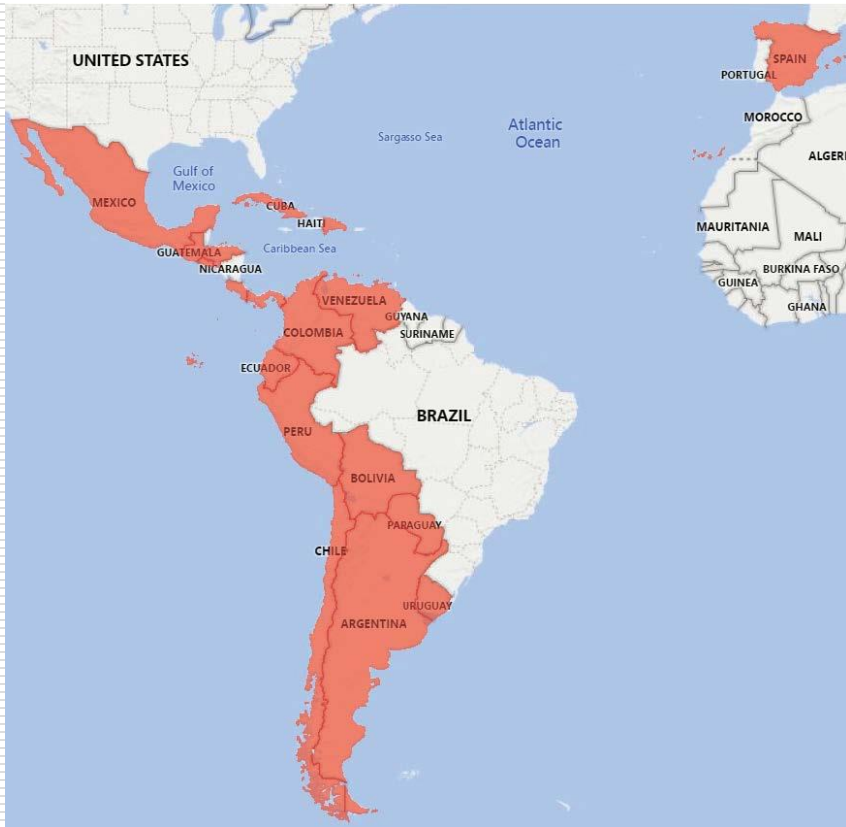 SPAIN
UNITED STATES
PORTUGAL
MOROCCO
Sargasso Sea
Atlantic
Ocean
ALGERI
Gulf of
Mexico
MEXICO
CUBA
HAITI
MAURITANIA
MALI
Caribbean Sea
GUATEMALA
NICARAGUA
BURKINA FASO
GUINEA
VENEZUELA
GHANA
GUYANA
COLOMBIA
SURINAME
ECUADOR
BRAZIL
PERU
BOLIVIA
PARAGUAY
CHILE
URUGUAY
ARGENTINA